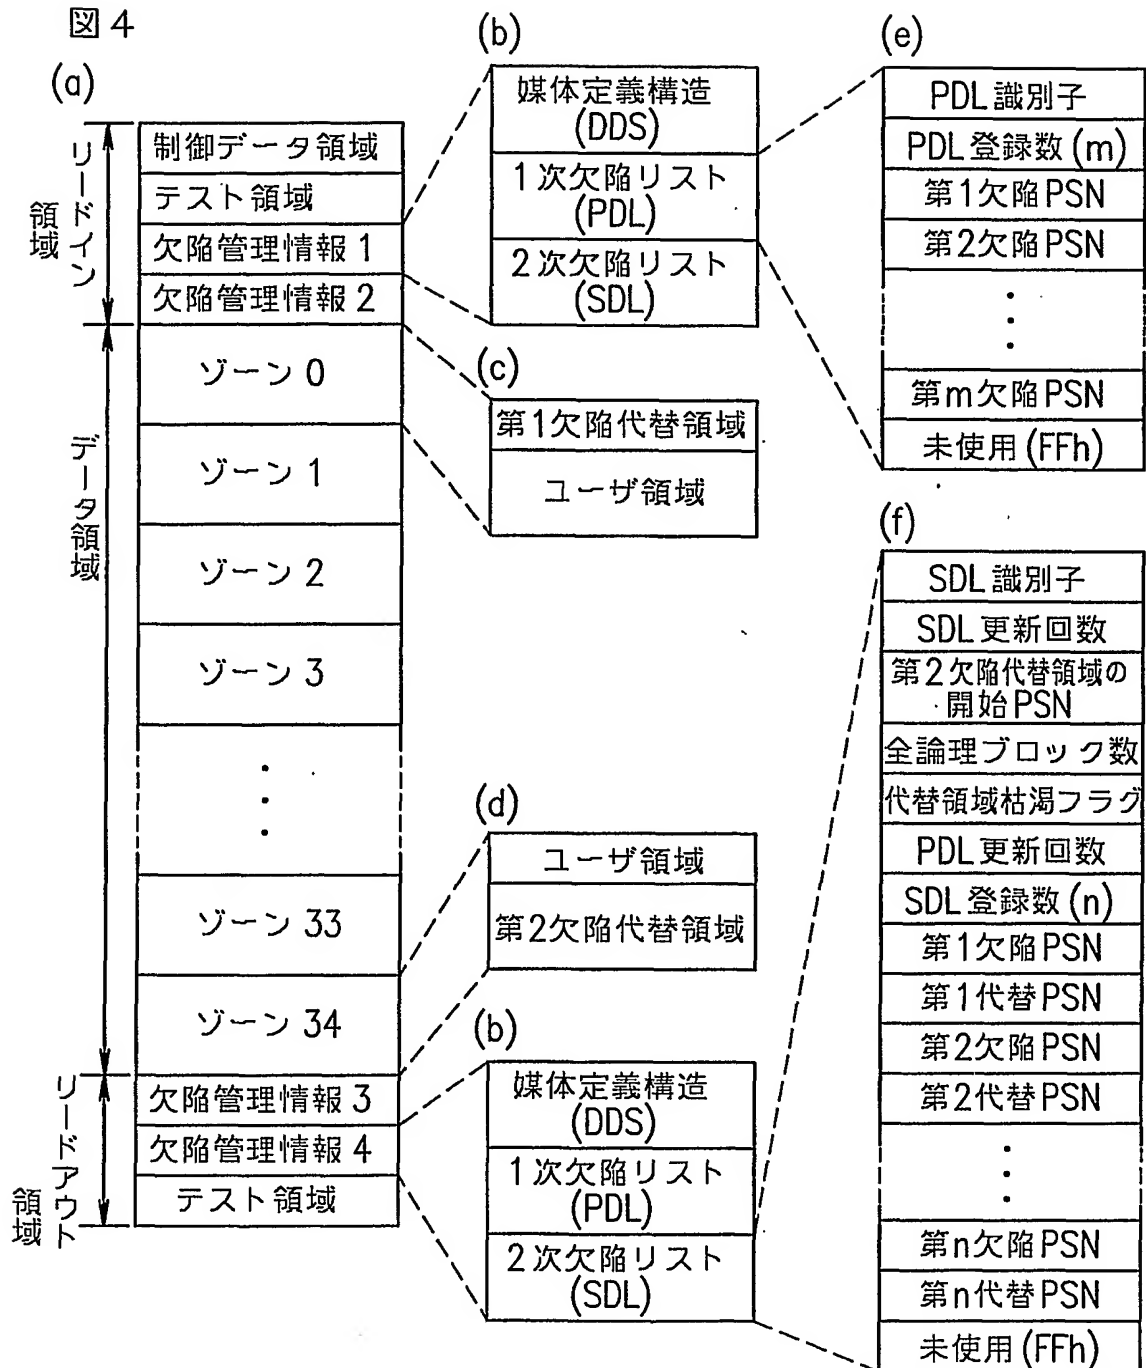 図4
(a)
リードイン
領域
制御データ領域
テスト領域
欠陥管理情報1
欠陥管理情報2
データ領域
ゾーン0
ゾーン1
ゾーン2
ゾーン3
ゾーン33
ゾーン34
リードアウト
領域
欠陥管理情報3
欠陥管理情報4
テスト領域
(b)
媒体定義構造
(DDS)
1次欠陥リスト
(PDL)
2次欠陥リスト
(SDL)
(c)
第1欠陥代替領域
ユーザ領域
(d)
ユーザ領域
第2欠陥代替領域
(b)
媒体定義構造
(DDS)
1次欠陥リスト
(PDL)
2次欠陥リスト
(SDL)
(e)
PDL識別子
PDL登録数(m)
第1欠陥PSN
第2欠陥PSN
第m欠陥PSN
未使用(FFh)
(f)
SDL識別子
SDL更新回数
第2欠陥代替領域の
開始PSN
全論理ブロック数
代替領域枯渇フラグ
PDL更新回数
SDL登録数(n)
第1欠陥PSN
第1代替PSN
第2欠陥PSN
第2代替PSN
第n欠陥PSN
第n代替PSN
未使用(FFh)